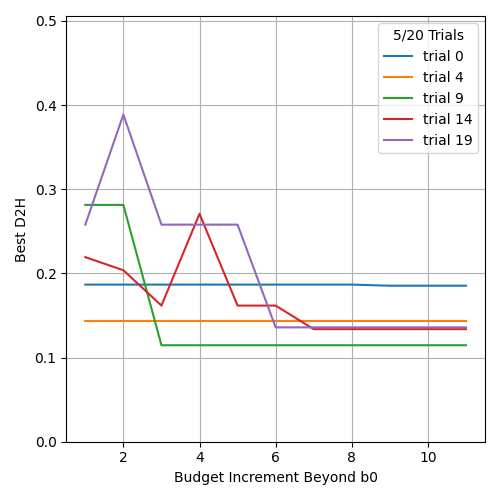 0.5
0.4
0.3
0.2
0.1
0.0
Best D2H
5/20 Trials
trial 0
trial 4
trial 9
trial 14
trial 19
2 4 6 8 10
Budget Increment Beyond b0